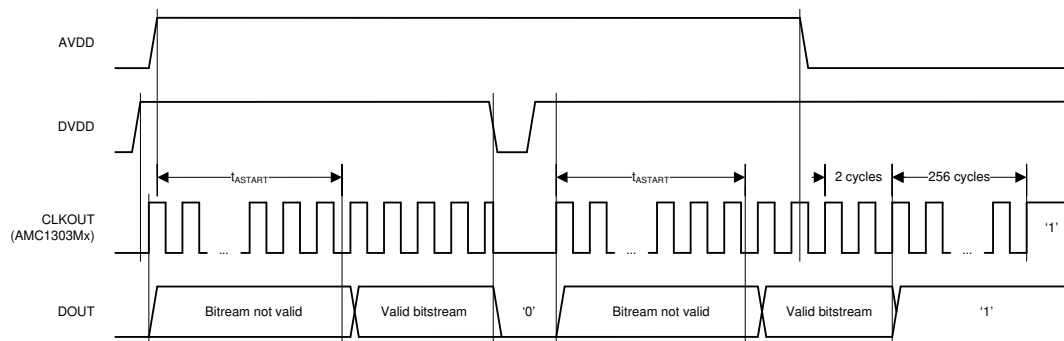 AVDD
DVDD
tASTART
tASTART
2 cycles
256 cycles
CLKOUT
(AMC1303Mx)
...
...
...
'1'
DOUT
Bitream not valid
Valid bitstream
'0'
Bitream not valid
Valid bitstream
'1'